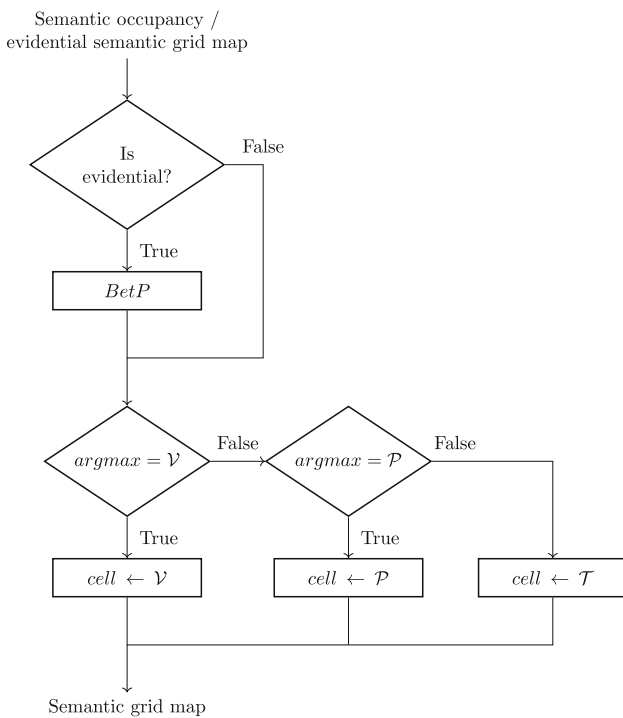 Semantic occupancy /
evidential semantic grid map
Is
evidential?
False
True
BetP
argmax = 𝒱
False
argmax = 𝒫
False
True
True
cell ← 𝒱
cell ← 𝒫
cell ← 𝒯
Semantic grid map